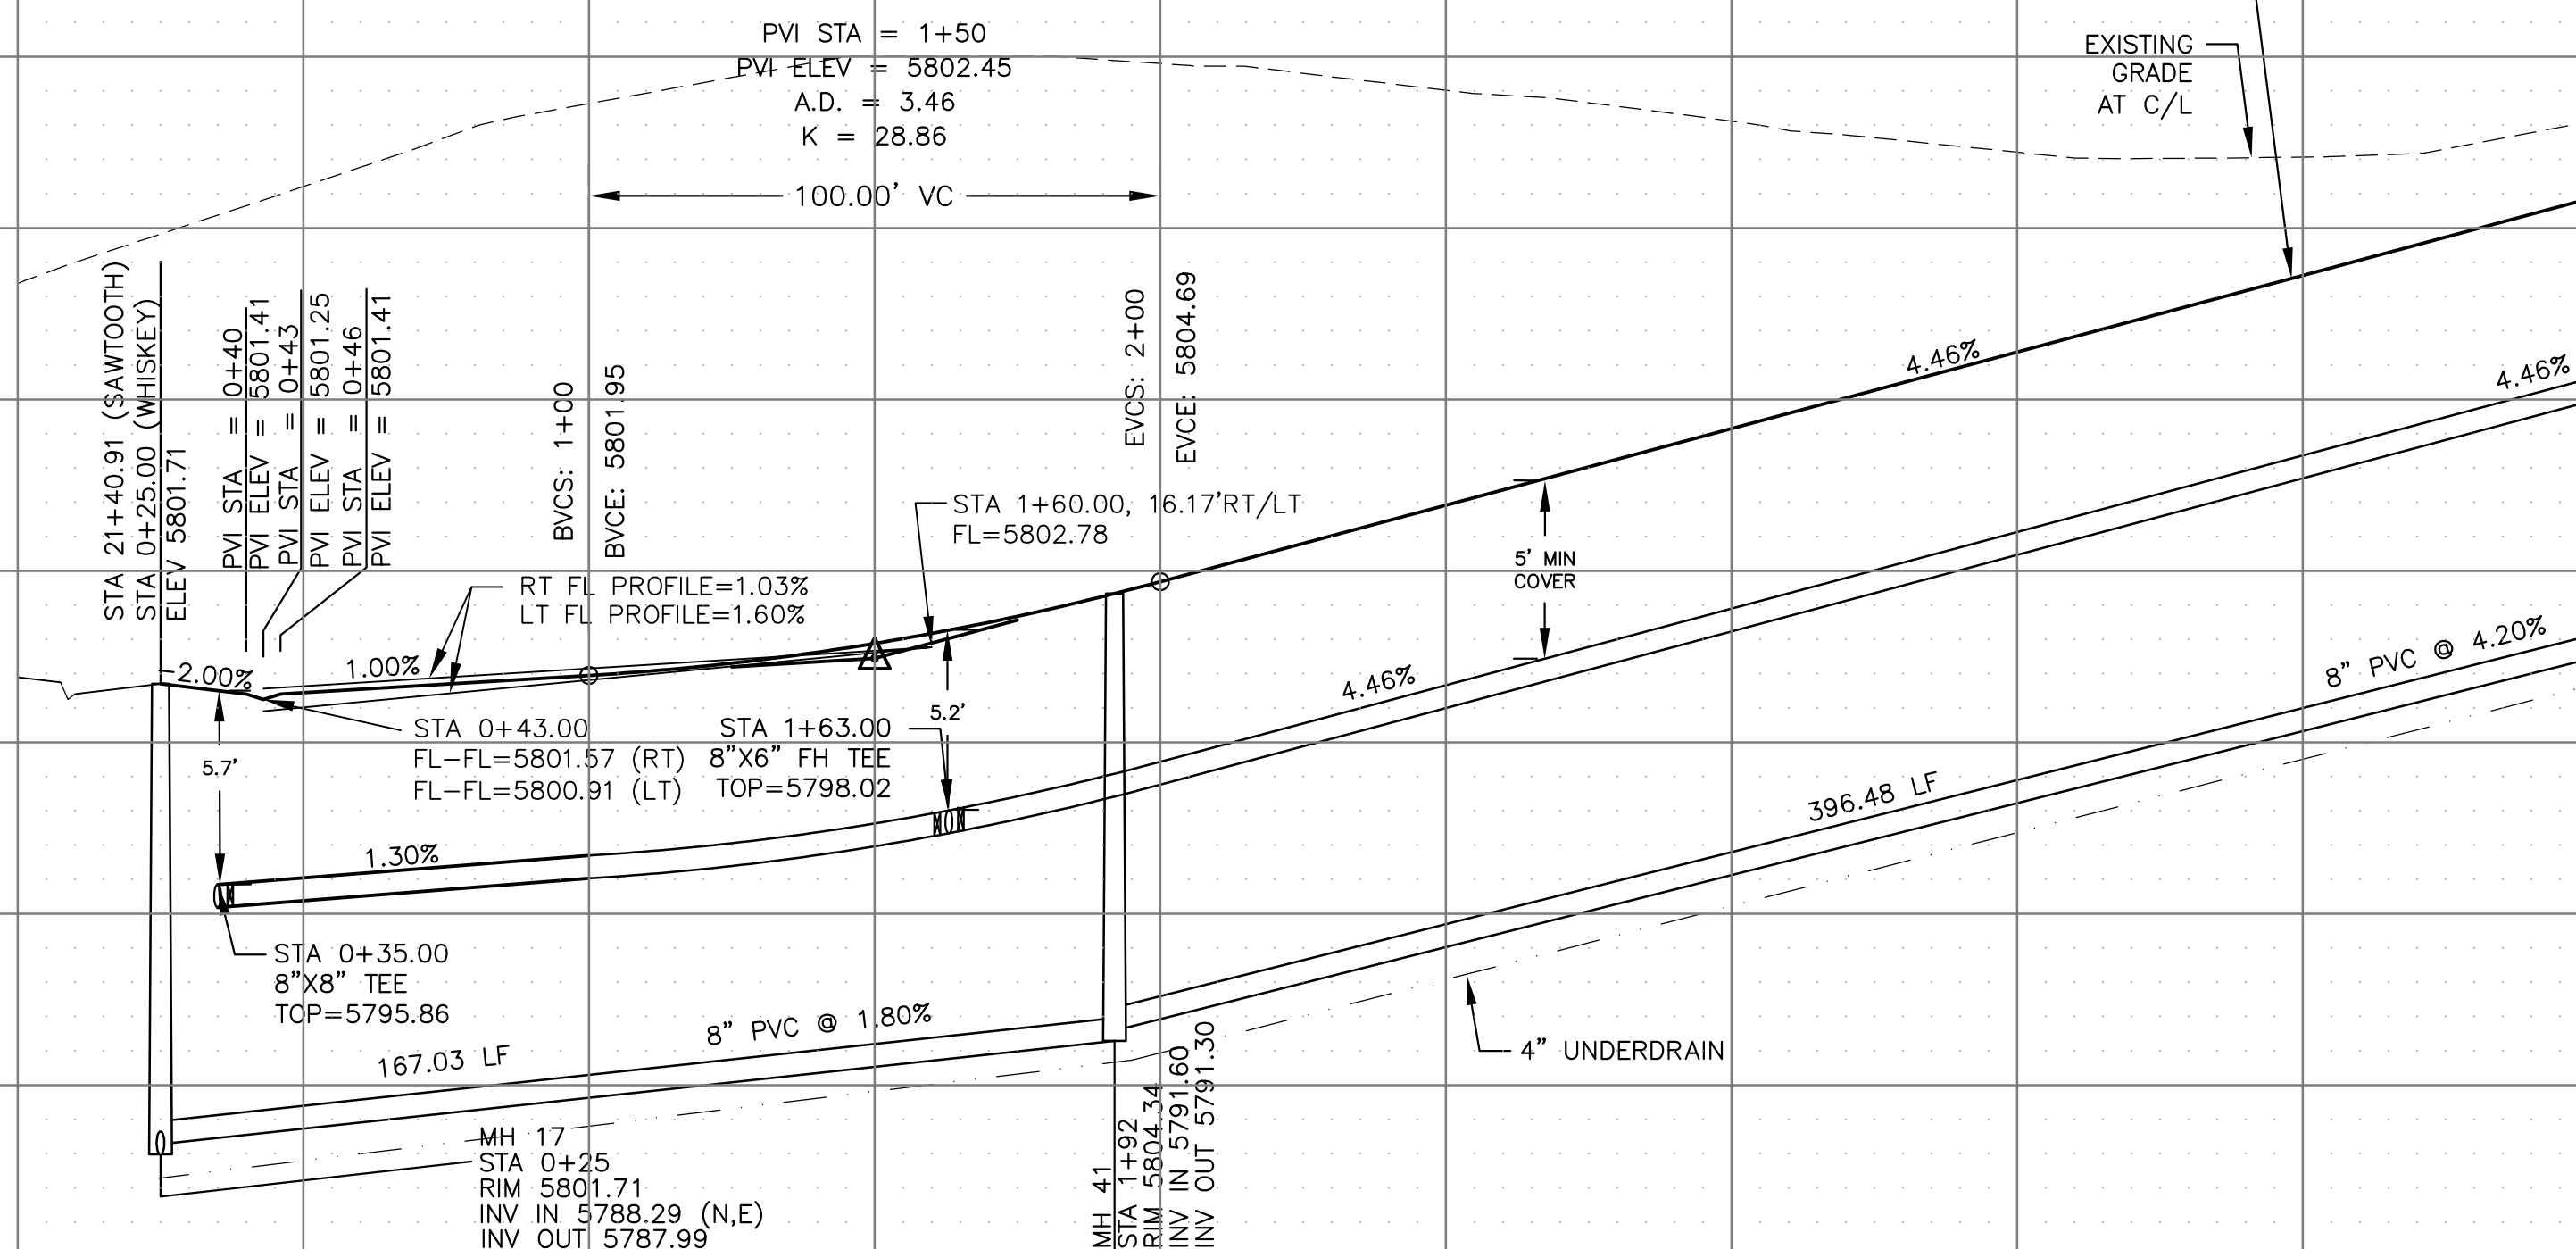 PVI STA = 1+50
PVI ELEV = 5802.45
A.D. = 3.46
K = 28.86
100.00' VC
EXISTING
GRADE
AT C/L
STA 21+40.91 (SAWTOOTH)
STA 0+25.00 (WHISKEY)
ELEV 5801.71
PVI STA = 0+40
PVI ELEV = 5801.41
PVI STA = 0+43
PVI ELEV = 5801.25
PVI STA = 0+46
PVI ELEV = 5801.41
BVCS: 1+00
BVCE: 5801.95
EVCS: 2+00
EVCE: 5804.69
STA 1+60.00, 16.17'RT/LT
FL=5802.78
RT FL PROFILE=1.03%
LT FL PROFILE=1.60%
-2.00%
1.00%
4.46%
4.46%
5' MIN
COVER
4.46%
8" PVC @ 4.20%
STA 0+43.00
FL-FL=5801.57 (RT)
FL-FL=5800.91 (LT)
STA 1+63.00
8"X6" FH TEE
TOP=5798.02
5.2'
5.7'
1.30%
396.48 LF
STA 0+35.00
8"X8" TEE
TOP=5795.86
8" PVC @ 1.80%
167.03 LF
4" UNDERDRAIN
MH 17
STA 0+25
RIM 5801.71
INV IN 5788.29 (N,E)
INV OUT 5787.99
MH 41
STA 1+92
RIM 5804.34
INV IN 5791.60
INV OUT 5791.30